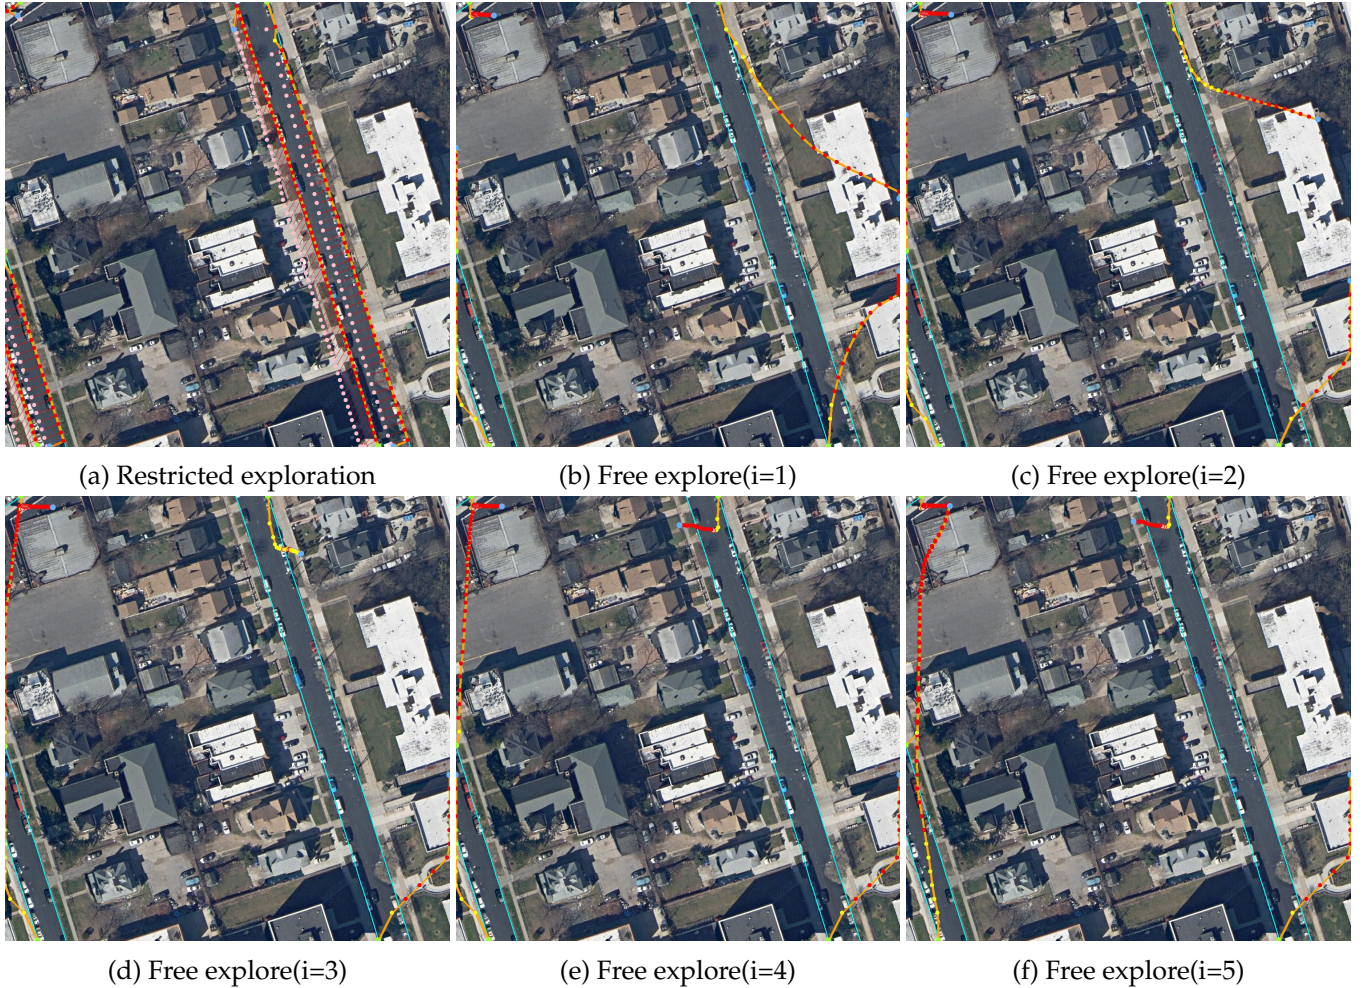 (a) Restricted exploration
(b) Free explore(i=1)
(c) Free explore(i=2)
(d) Free explore(i=3)
(e) Free explore(i=4)
(f) Free explore(i=5)